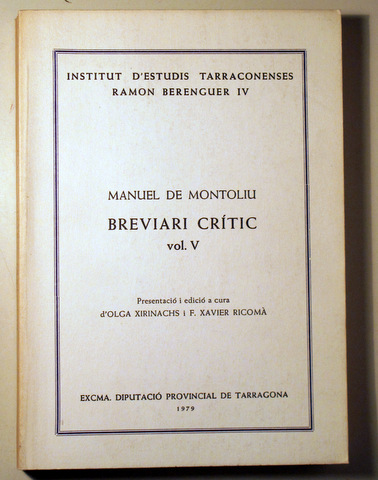 INSTITUT D'ESTUDIS TARRACONENSES
RAMON BERENGUER IV
MANUEL DE MONTOLIU
BREVIARI CRÍTIC
vol. V
Presentació i edició a cura
d'OLGA XIRINACHS i F. XAVIER RICOMÀ
EXCMA. DIPUTACIÓ PROVINCIAL DE TARRAGONA
1979